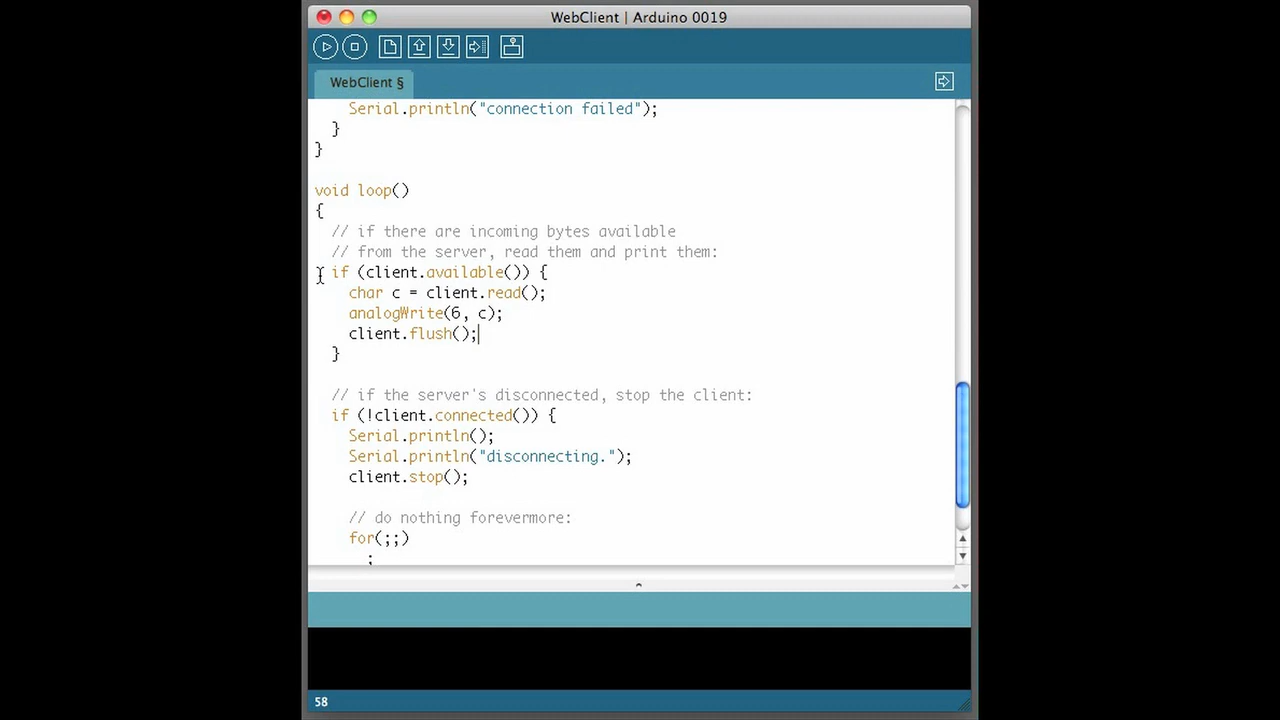 WebClient | Arduino 0019
WebClient §
Serial.println("connection failed");
}
}
void loop()
{
// if there are incoming bytes available
// from the server, read them and print them:
if (client.available()) {
char c = client.read();
analogWrite(6, c);
client.flush();
}
// if the server's disconnected, stop the client:
if (!client.connected()) {
Serial.println();
Serial.println("disconnecting.");
client.stop();
// do nothing forevermore:
for(;;)
;
58